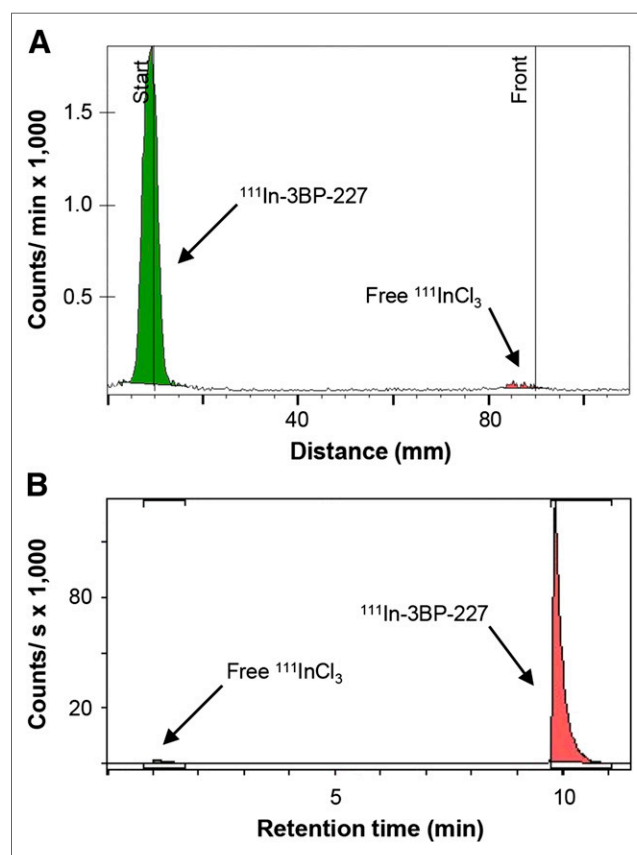 A
Start
Front
1.5
1.0
0.5
Counts/ min x 1,000
¹¹¹In-3BP-227
Free ¹¹¹InCl₃
40
80
Distance (mm)
B
80
20
Counts/ s x 1,000
¹¹¹In-3BP-227
Free ¹¹¹InCl₃
5
10
Retention time (min)